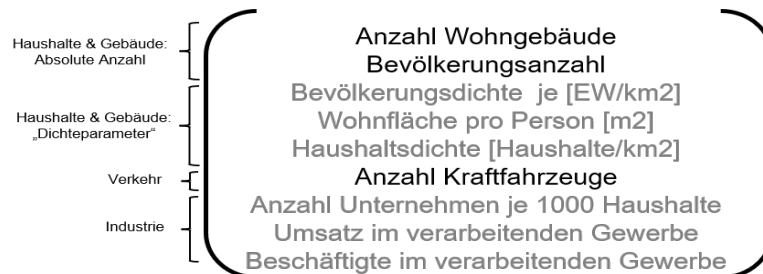 Haushalte & Gebäude:
Absolute Anzahl
Haushalte & Gebäude:
„Dichteparameter“
Verkehr
Industrie
Anzahl Wohngebäude
Bevölkerungsanzahl
Bevölkerungsdichte je [EW/km2]
Wohnfläche pro Person [m2]
Haushaltsdichte [Haushalte/km2]
Anzahl Kraftfahrzeuge
Anzahl Unternehmen je 1000 Haushalte
Umsatz im verarbeitenden Gewerbe
Beschäftigte im verarbeitenden Gewerbe